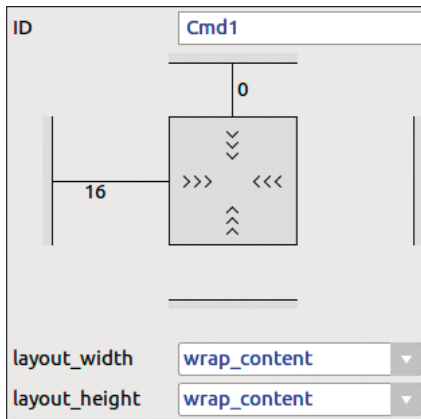 ID Cmd1
0
>>> <<<
16
layout_width wrap_content
layout_height wrap_content